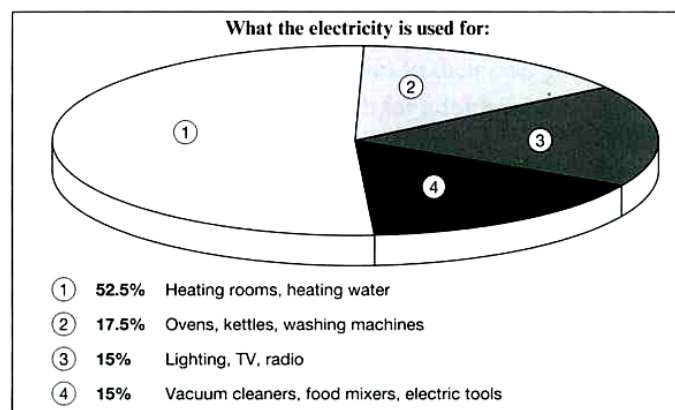 What the electricity is used for:
2
1
3
4
1 52.5% Heating rooms, heating water
2 17.5% Ovens, kettles, washing machines
3 15% Lighting, TV, radio
4 15% Vacuum cleaners, food mixers, electric tools